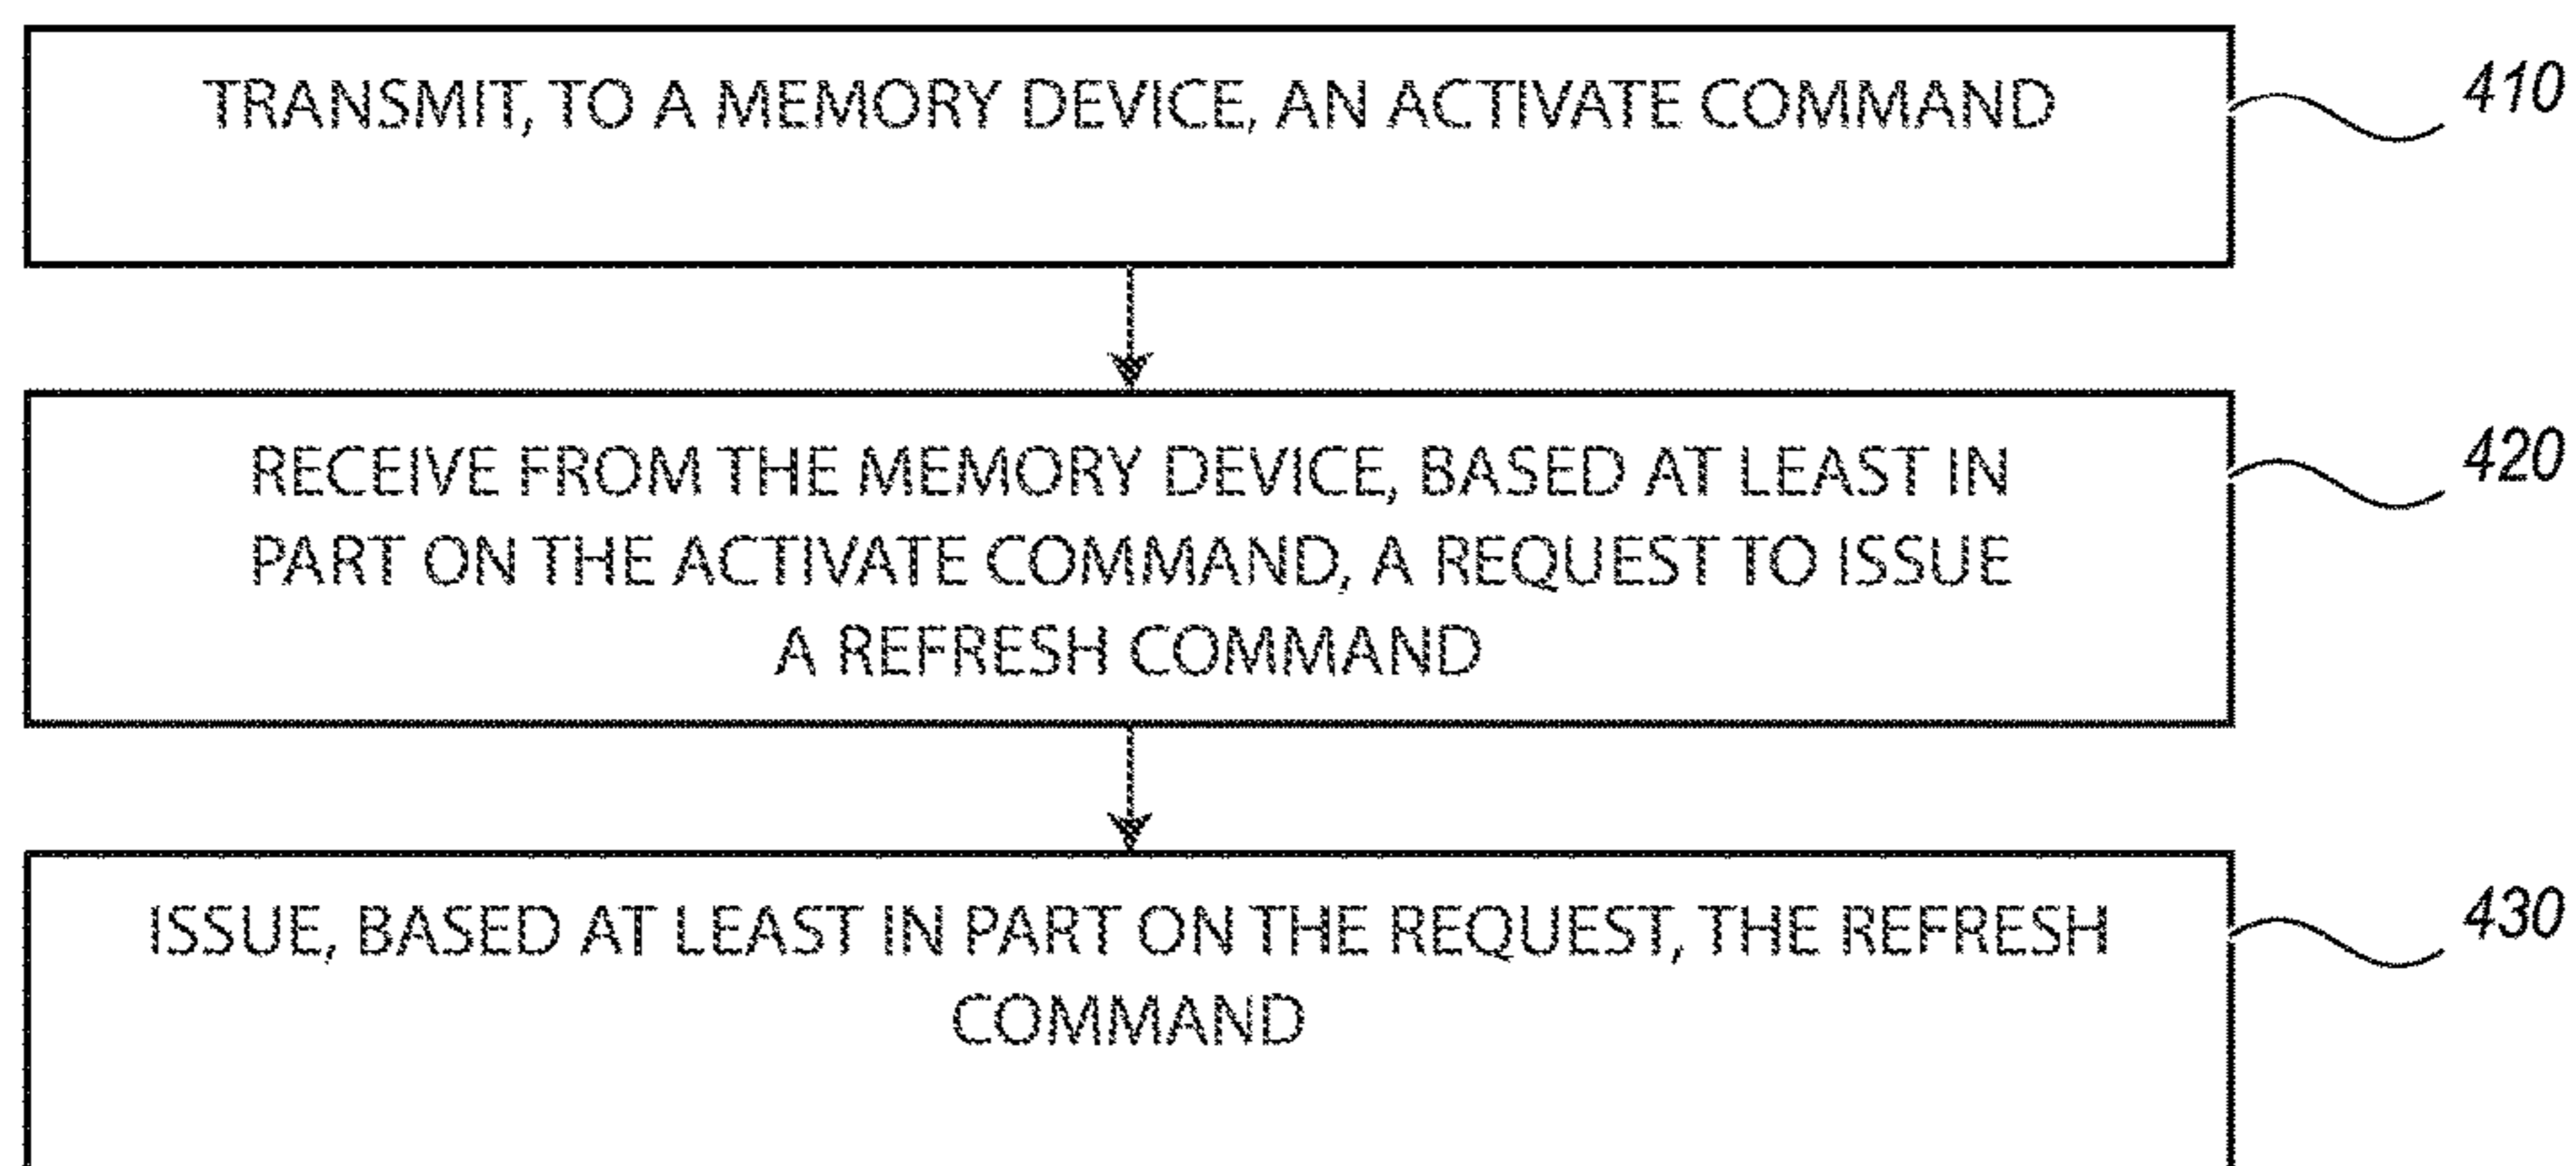 TRANSMIT, TO A MEMORY DEVICE, AN ACTIVATE COMMAND
410
RECEIVE FROM THE MEMORY DEVICE, BASED AT LEAST IN
PART ON THE ACTIVATE COMMAND, A REQUEST TO ISSUE
A REFRESH COMMAND
420
ISSUE, BASED AT LEAST IN PART ON THE REQUEST, THE REFRESH
COMMAND
430